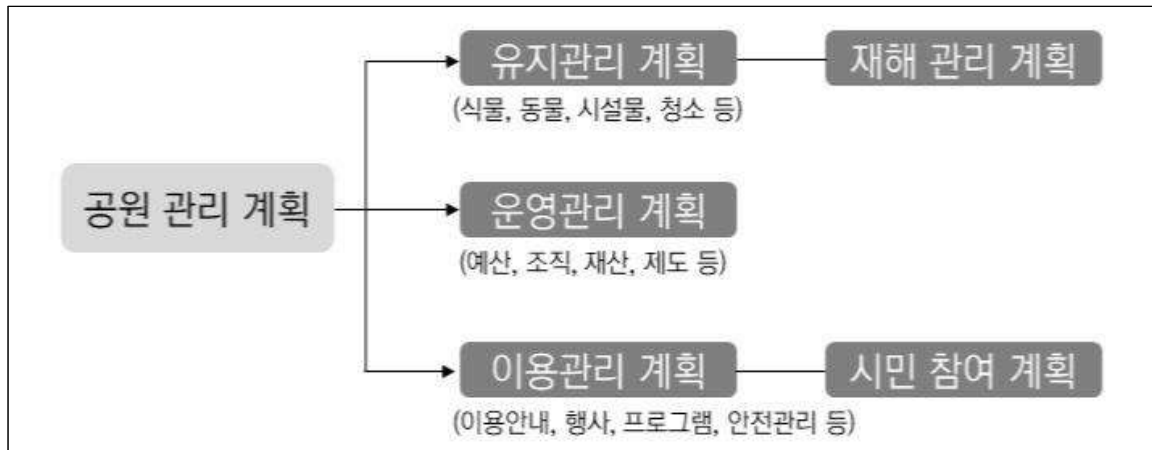 유지관리 계획
재해 관리 계획
(식물, 동물, 시설물, 청소 등)
공원 관리 계획
운영관리 계획
(예산, 조직, 재산, 제도 등)
이용관리 계획
시민 참여 계획
(이용안내, 행사, 프로그램, 안전관리 등)